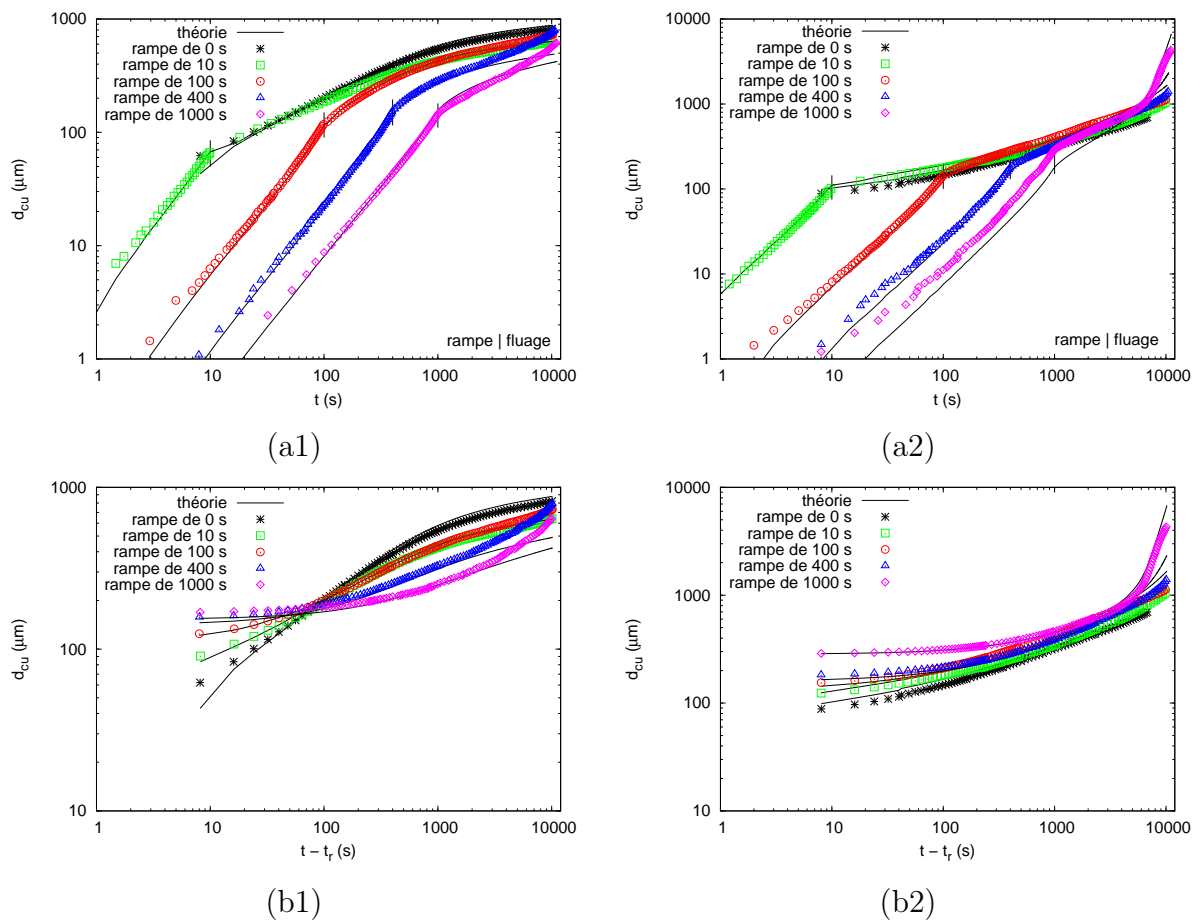 1000
100
10
1
1 10 100 1000 10000
d_cu (µm)
t (s)
théorie
rampe de 0 s
rampe de 10 s
rampe de 100 s
rampe de 400 s
rampe de 1000 s
rampe | fluage
(a1)
10000
1000
100
10
1
1 10 100 1000 10000
d_cu (µm)
t (s)
théorie
rampe de 0 s
rampe de 10 s
rampe de 100 s
rampe de 400 s
rampe de 1000 s
rampe | fluage
(a2)
1000
100
10
1 10 100 1000 10000
d_cu (µm)
t − t_r (s)
théorie
rampe de 0 s
rampe de 10 s
rampe de 100 s
rampe de 400 s
rampe de 1000 s
(b1)
10000
1000
100
10
1 10 100 1000 10000
d_cu (µm)
t − t_r (s)
théorie
rampe de 0 s
rampe de 10 s
rampe de 100 s
rampe de 400 s
rampe de 1000 s
(b2)